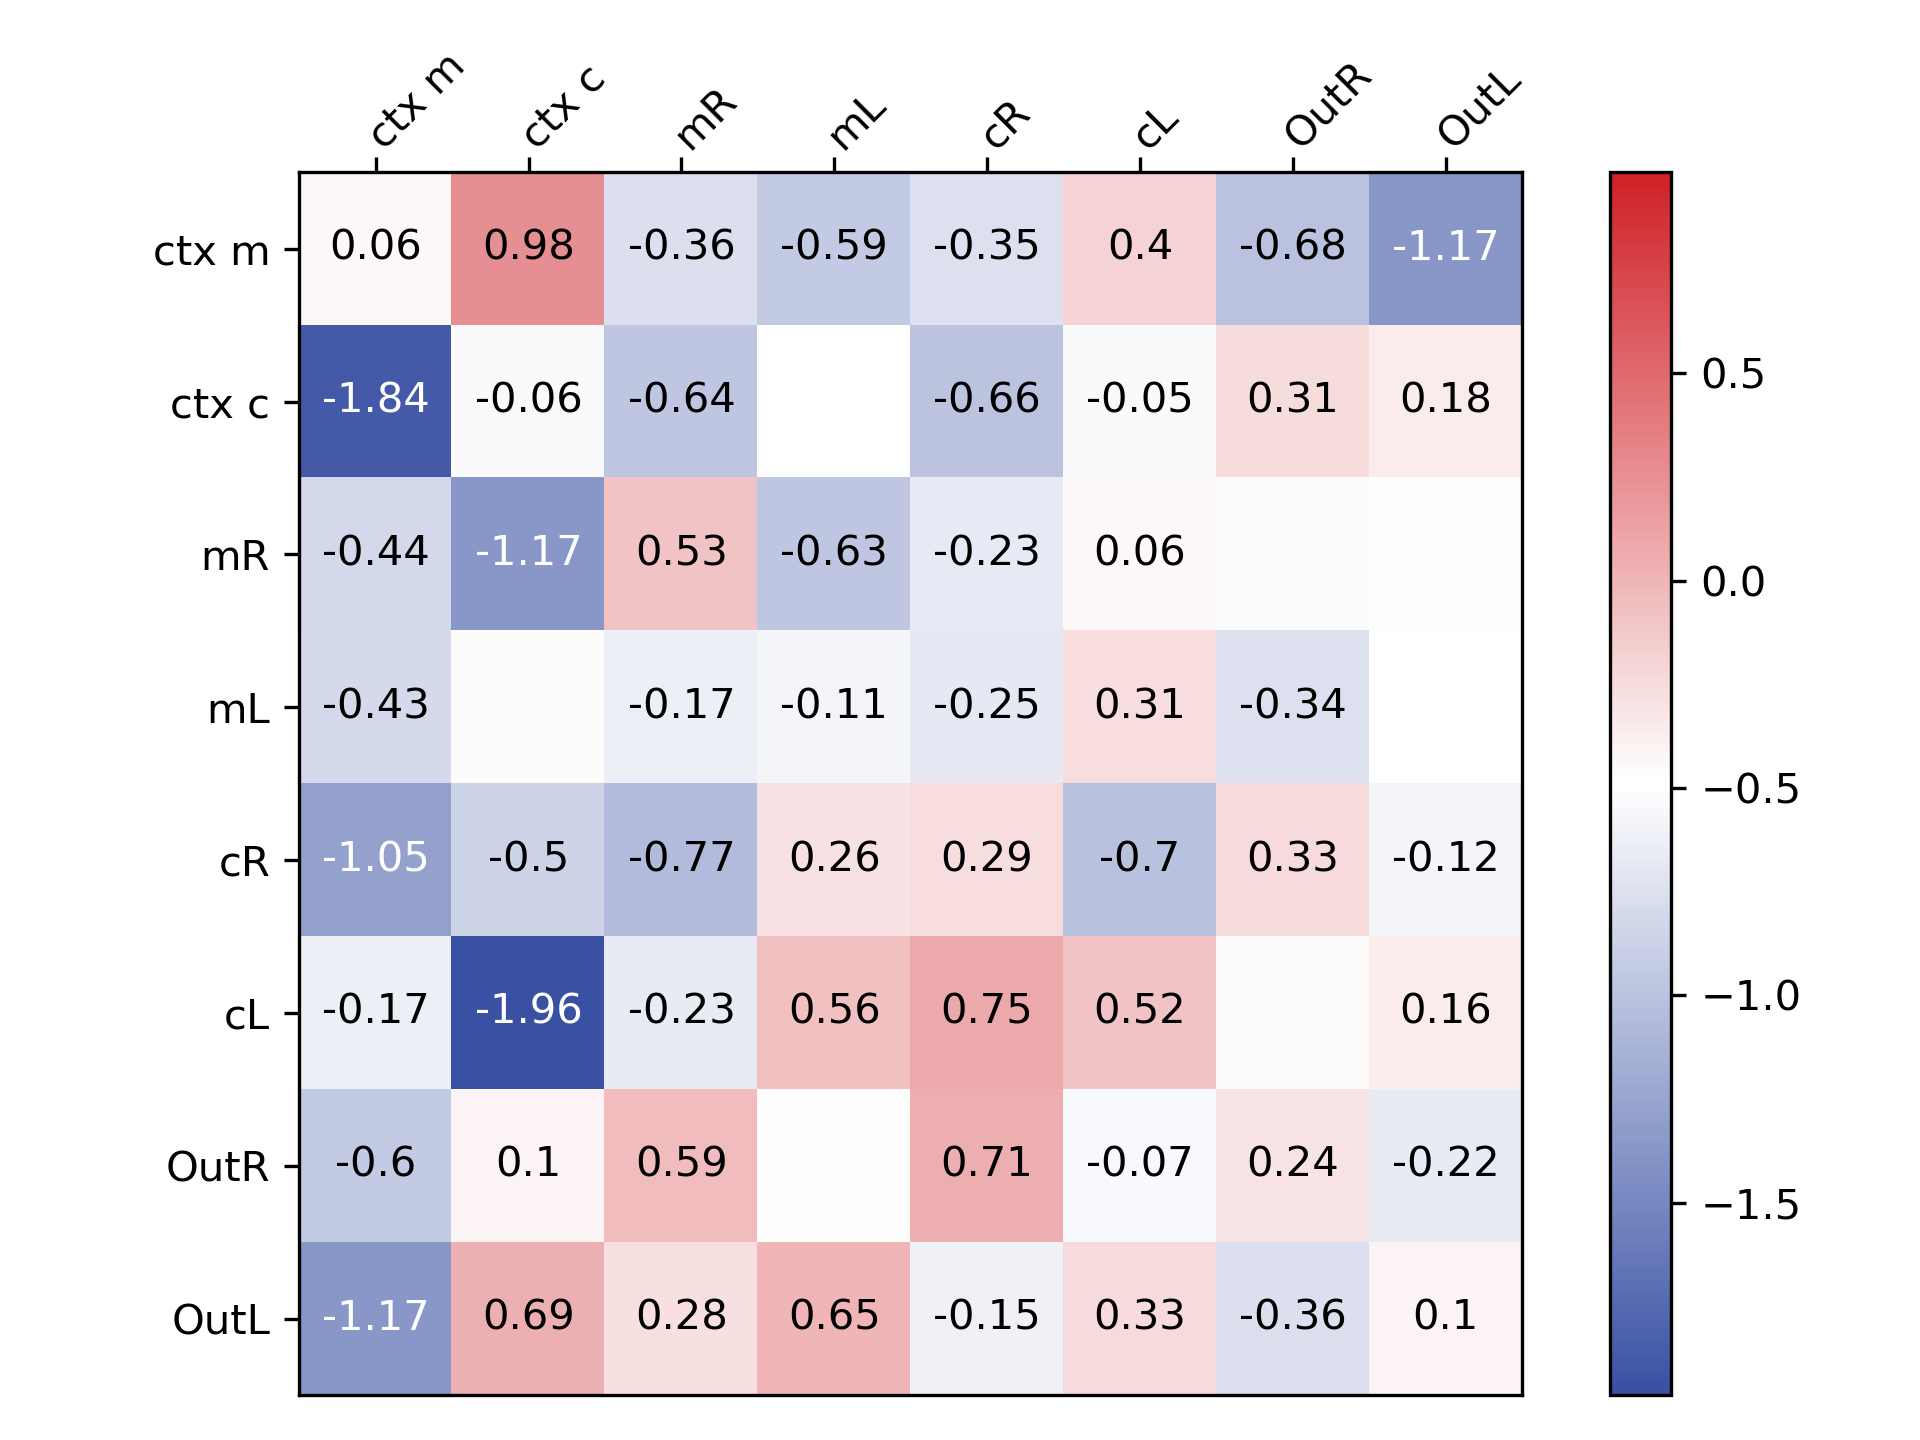 ctx m ctx c mR mL cR cL OutR OutL
ctx m 0.06 0.98 -0.36 -0.59 -0.35 0.4 -0.68 -1.17
ctx c -1.84 -0.06 -0.64 -0.66 -0.05 0.31 0.18
mR -0.44 -1.17 0.53 -0.63 -0.23 0.06
mL -0.43 -0.17 -0.11 -0.25 0.31 -0.34
cR -1.05 -0.5 -0.77 0.26 0.29 -0.7 0.33 -0.12
cL -0.17 -1.96 -0.23 0.56 0.75 0.52 0.16
OutR -0.6 0.1 0.59 0.71 -0.07 0.24 -0.22
OutL -1.17 0.69 0.28 0.65 -0.15 0.33 -0.36 0.1
0.5
0.0
−0.5
−1.0
−1.5